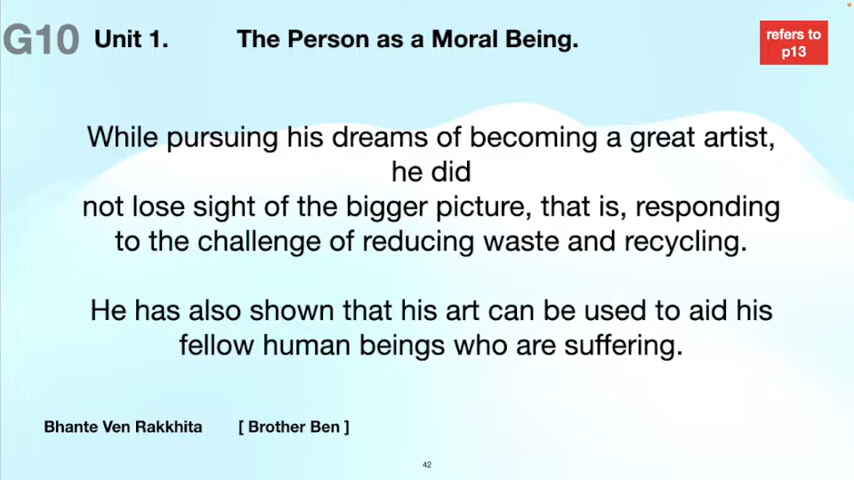 G10 Unit 1. The Person as a Moral Being.
refers to
p13
While pursuing his dreams of becoming a great artist,
he did
not lose sight of the bigger picture, that is, responding
to the challenge of reducing waste and recycling.
He has also shown that his art can be used to aid his
fellow human beings who are suffering.
Bhante Ven Rakkhita [ Brother Ben ]
42